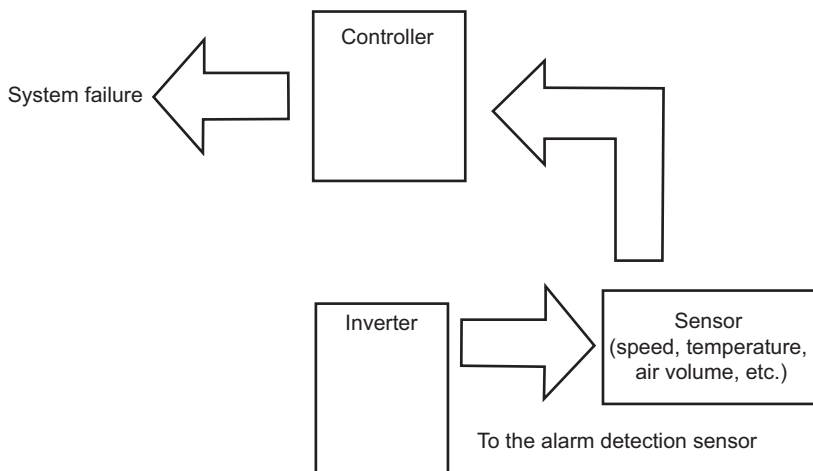 Controller
System failure
Inverter
Sensor
(speed, temperature,
air volume, etc.)
To the alarm detection sensor